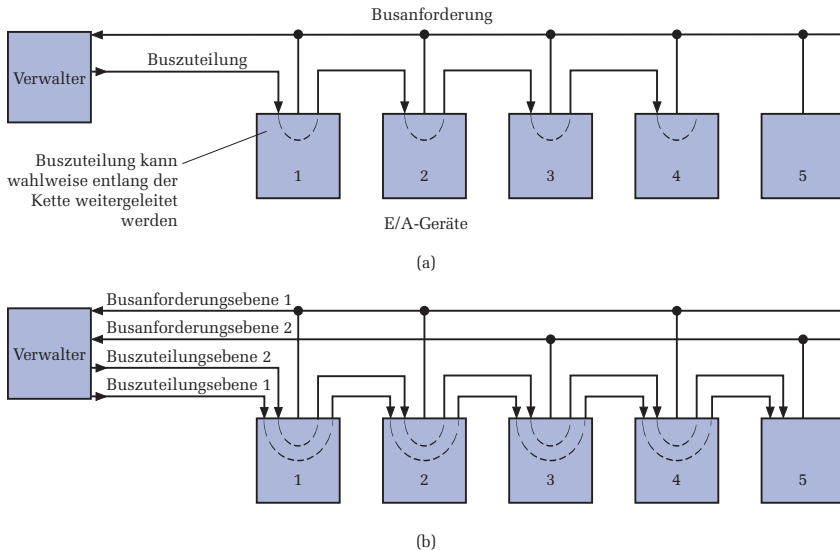 Busanforderung
Verwalter
Buszuteilung
Buszuteilung kann
wahlweise entlang der
Kette weitergeleitet
werden
1
2
3
4
5
E/A-Geräte
(a)
Busanforderungsebene 1
Busanforderungsebene 2
Verwalter
Buszuteilungsebene 2
Buszuteilungsebene 1
1
2
3
4
5
(b)